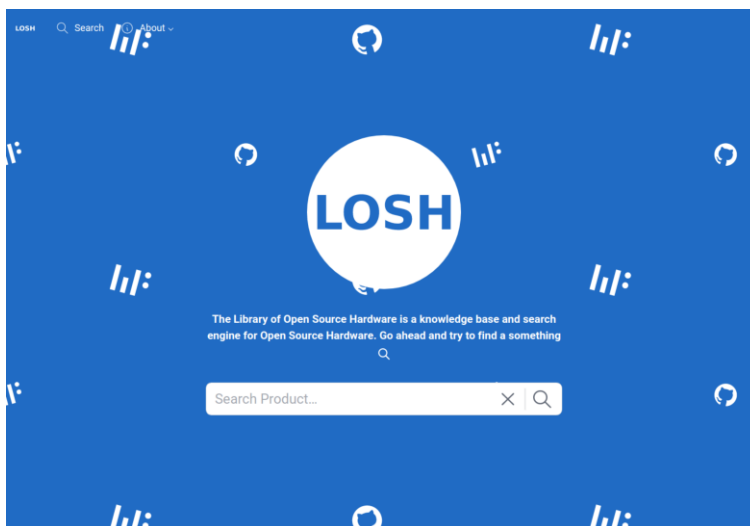 LOSH
Search
About
LOSH
The Library of Open Source Hardware is a knowledge base and search
engine for Open Source Hardware. Go ahead and try to find a something
Search Product...